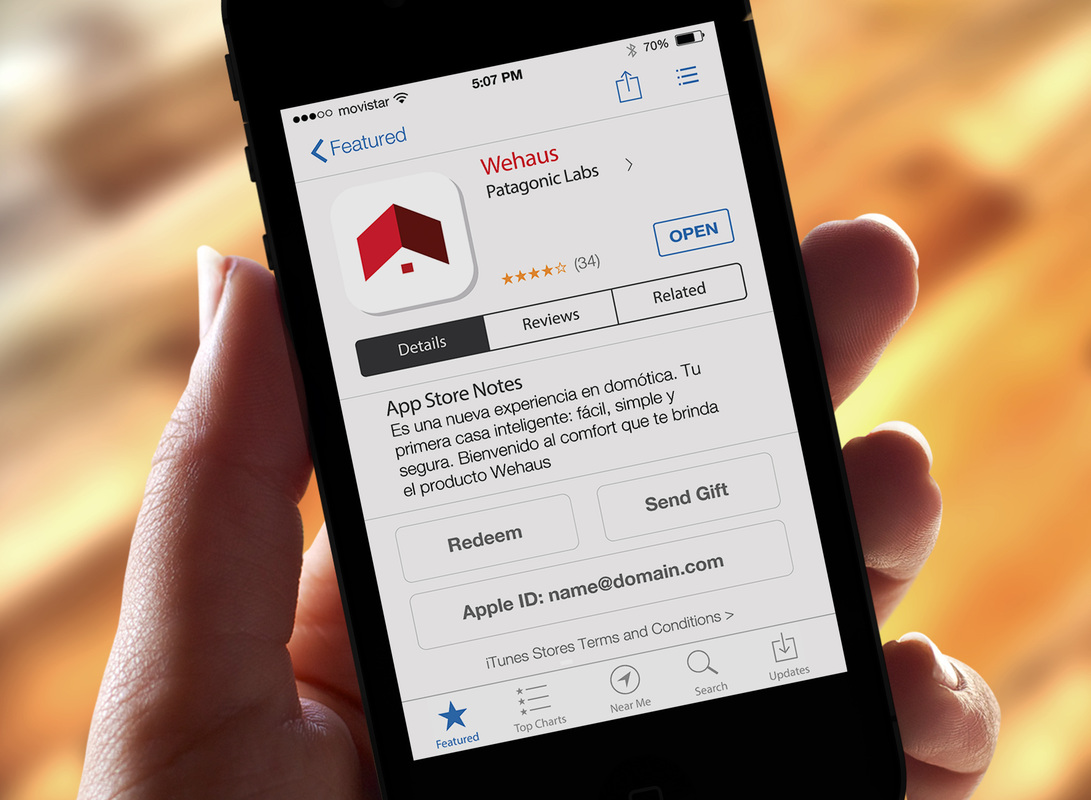 movistar 5:07 PM 70%
Featured
Wehaus
Patagonic Labs
OPEN
(34)
Details Reviews Related
App Store Notes
Es una nueva experiencia en domótica. Tu
primera casa inteligente: fácil, simple y
segura. Bienvenido al comfort que te brinda
el producto Wehaus
Redeem Send Gift
Apple ID: name@domain.com
iTunes Stores Terms and Conditions >
Featured Top Charts Near Me Search Updates